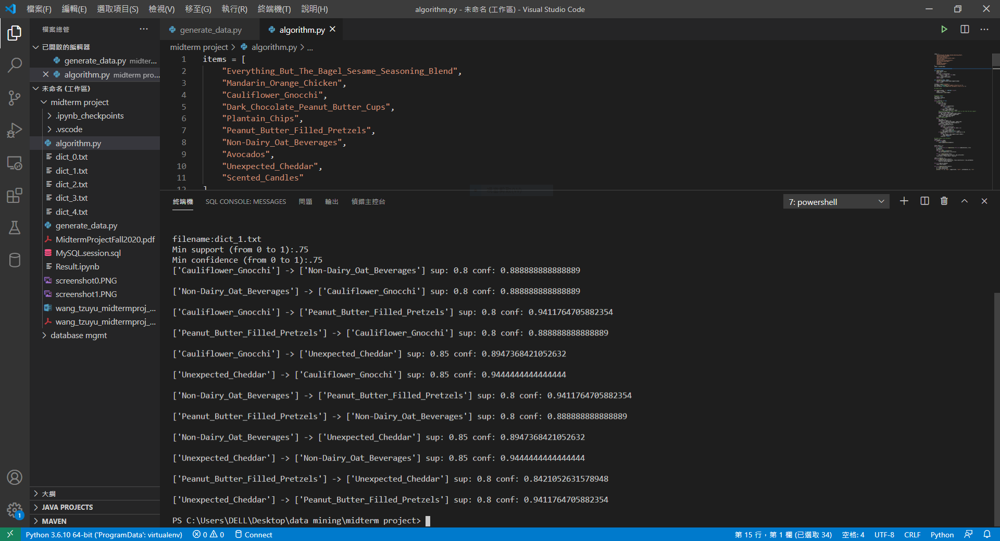 檔案(F) 編輯(E) 選取項目(S) 檢視(V) 移至(G) 執行(R) 終端機(T) 說明(H)
algorithm.py - 未命名 (工作區) - Visual Studio Code
檔案總管
已開啟的編輯器
generate_data.py midter...
algorithm.py midterm pro...
未命名 (工作區)
midterm project
.ipynb_checkpoints
.vscode
algorithm.py
dict_0.txt
dict_1.txt
dict_2.txt
dict_3.txt
dict_4.txt
generate_data.py
MidtermProjectFall2020.pdf
MySQL.session.sql
Result.ipynb
screenshot0.PNG
screenshot1.PNG
wang_tzuyu_midtermproj_...
wang_tzuyu_midtermproj_...
database mgmt
大綱
JAVA PROJECTS
MAVEN
1
generate_data.py
algorithm.py
midterm project > algorithm.py > ...
1 items = [
2 "Everything_But_The_Bagel_Sesame_Seasoning_Blend",
3 "Mandarin_Orange_Chicken",
4 "Cauliflower_Gnocchi",
5 "Dark_Chocolate_Peanut_Butter_Cups",
6 "Plantain_Chips",
7 "Peanut_Butter_Filled_Pretzels",
8 "Non-Dairy_Oat_Beverages",
9 "Avocados",
10 "Unexpected_Cheddar",
11 "Scented_Candles"
12 ]
終端機 SQL CONSOLE: MESSAGES 問題 輸出 偵錯主控台
7: powershell
filename:dict_1.txt
Min support (from 0 to 1):.75
Min confidence (from 0 to 1):.75
['Cauliflower_Gnocchi'] -> ['Non-Dairy_Oat_Beverages'] sup: 0.8 conf: 0.888888888888889
['Non-Dairy_Oat_Beverages'] -> ['Cauliflower_Gnocchi'] sup: 0.8 conf: 0.888888888888889
['Cauliflower_Gnocchi'] -> ['Peanut_Butter_Filled_Pretzels'] sup: 0.8 conf: 0.9411764705882354
['Peanut_Butter_Filled_Pretzels'] -> ['Cauliflower_Gnocchi'] sup: 0.8 conf: 0.888888888888889
['Cauliflower_Gnocchi'] -> ['Unexpected_Cheddar'] sup: 0.85 conf: 0.8947368421052632
['Unexpected_Cheddar'] -> ['Cauliflower_Gnocchi'] sup: 0.85 conf: 0.9444444444444444
['Non-Dairy_Oat_Beverages'] -> ['Peanut_Butter_Filled_Pretzels'] sup: 0.8 conf: 0.9411764705882354
['Peanut_Butter_Filled_Pretzels'] -> ['Non-Dairy_Oat_Beverages'] sup: 0.8 conf: 0.888888888888889
['Non-Dairy_Oat_Beverages'] -> ['Unexpected_Cheddar'] sup: 0.85 conf: 0.8947368421052632
['Unexpected_Cheddar'] -> ['Non-Dairy_Oat_Beverages'] sup: 0.85 conf: 0.9444444444444444
['Peanut_Butter_Filled_Pretzels'] -> ['Unexpected_Cheddar'] sup: 0.8 conf: 0.8421052631578948
['Unexpected_Cheddar'] -> ['Peanut_Butter_Filled_Pretzels'] sup: 0.8 conf: 0.9411764705882354
PS C:\Users\DELL\Desktop\data mining\midterm project>
Python 3.6.10 64-bit ('ProgramData': virtualenv) 0 0 Connect
第 15 行，第 1 欄 (已選取 34) 空格: 4 UTF-8 CRLF Python